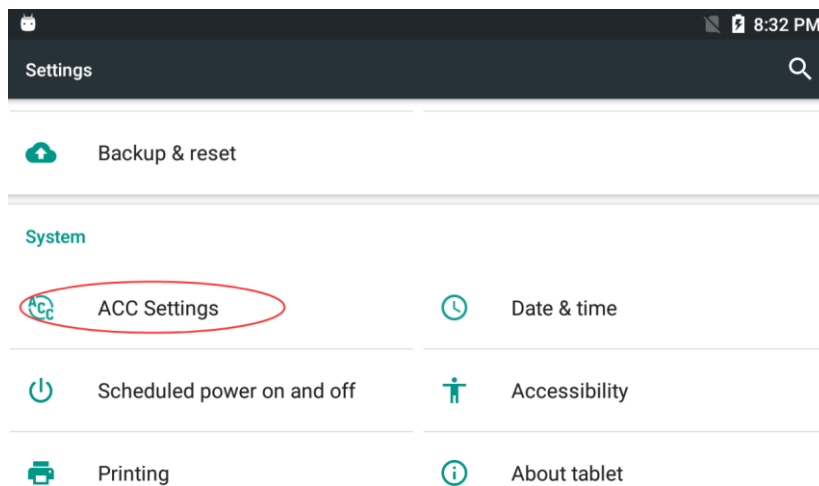 8:32 PM
Settings
Backup & reset
System
ACC
ACC Settings
Date & time
Scheduled power on and off
Accessibility
Printing
About tablet